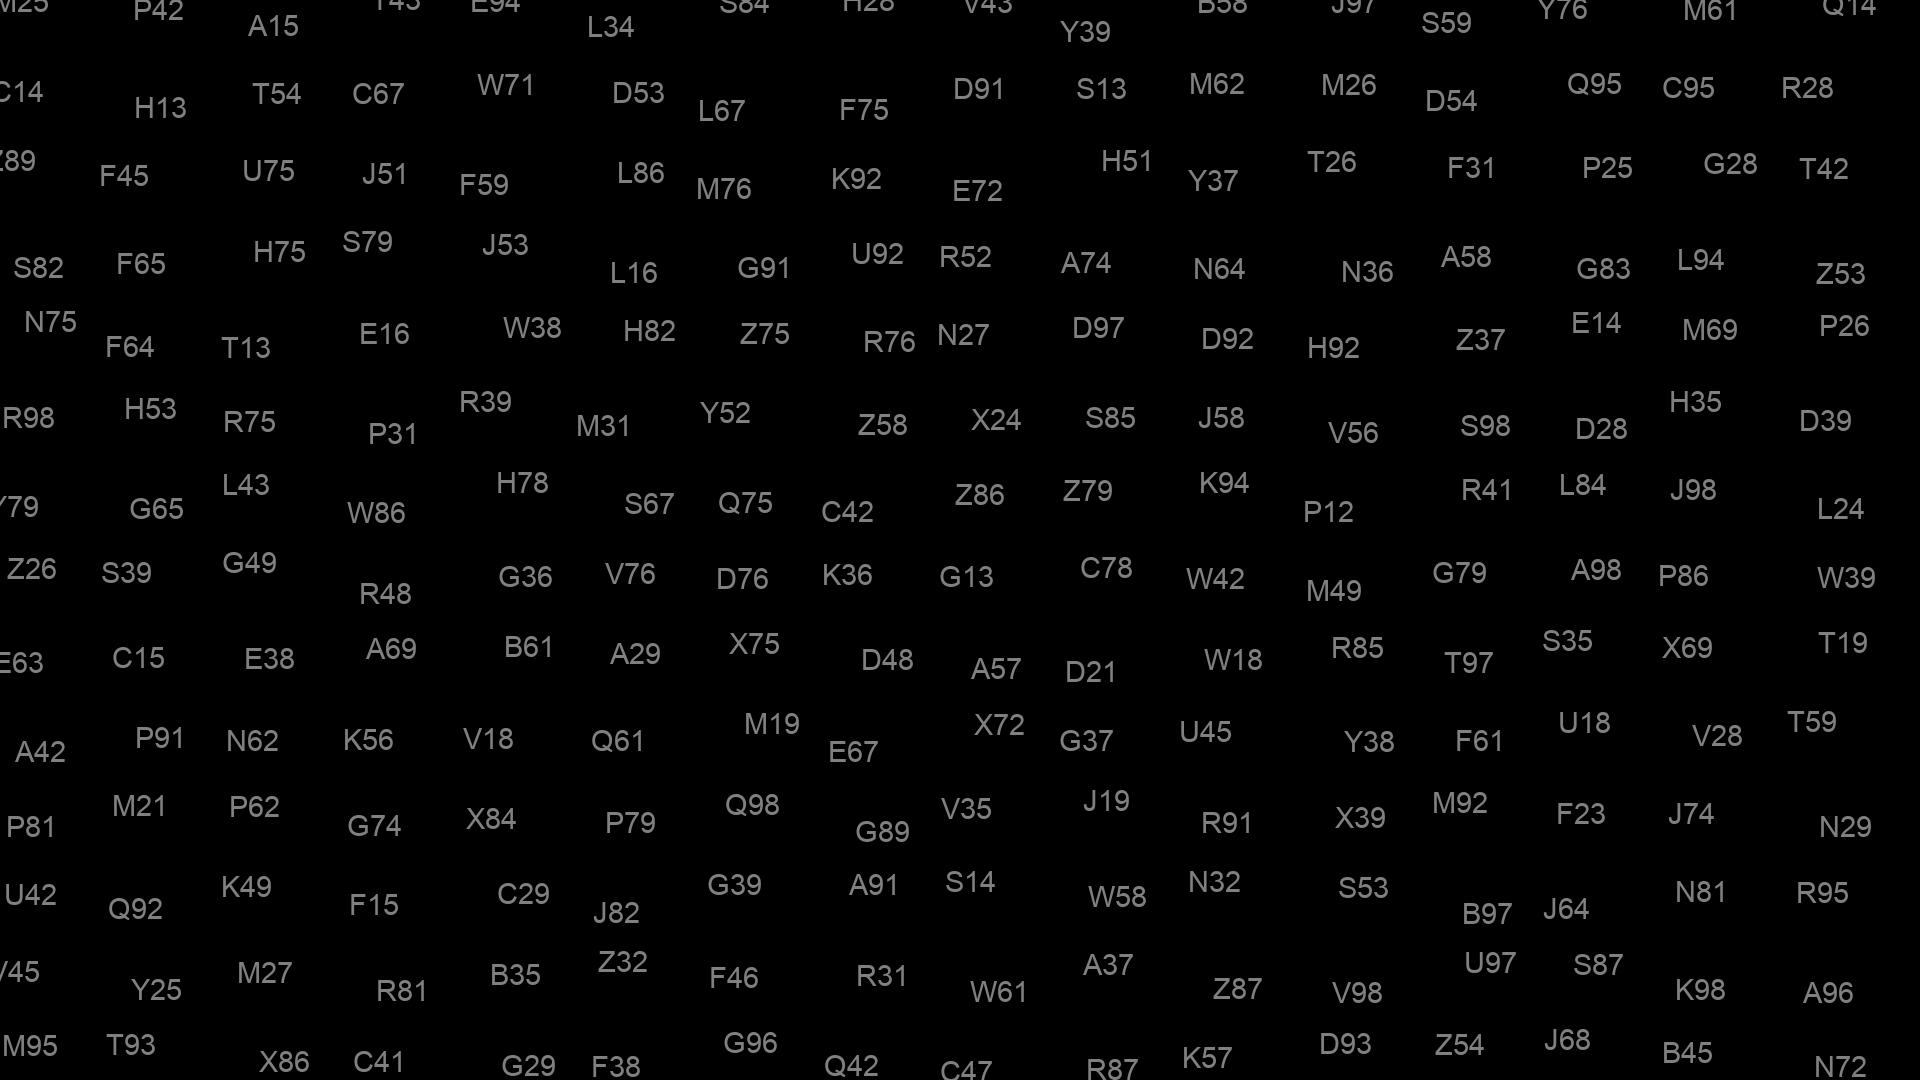 M25 P42 A15 T43 E94 L34 S84 H28 V43 Y39 B58 J97 S59 Y76 M61 Q14
C14 H13 T54 C67 W71 D53 L67 F75 D91 S13 M62 M26 D54 Q95 C95 R28
Z89 F45 U75 J51 F59 L86 M76 K92 E72 H51 Y37 T26 F31 P25 G28 T42
S82 F65 H75 S79 J53 L16 G91 U92 R52 A74 N64 N36 A58 G83 L94 Z53
N75 F64 T13 E16 W38 H82 Z75 R76 N27 D97 D92 H92 Z37 E14 M69 P26
R98 H53 R75 P31 R39 M31 Y52 Z58 X24 S85 J58 V56 S98 D28 H35 D39
Y79 G65 L43 W86 H78 S67 Q75 C42 Z86 Z79 K94 P12 R41 L84 J98 L24
Z26 S39 G49 R48 G36 V76 D76 K36 G13 C78 W42 M49 G79 A98 P86 W39
E63 C15 E38 A69 B61 A29 X75 D48 A57 D21 W18 R85 T97 S35 X69 T19
A42 P91 N62 K56 V18 Q61 M19 E67 X72 G37 U45 Y38 F61 U18 V28 T59
P81 M21 P62 G74 X84 P79 Q98 G89 V35 J19 R91 X39 M92 F23 J74 N29
U42 Q92 K49 F15 C29 J82 G39 A91 S14 W58 N32 S53 B97 J64 N81 R95
V45 Y25 M27 R81 B35 Z32 F46 R31 W61 A37 Z87 V98 U97 S87 K98 A96
M95 T93 X86 C41 G29 F38 G96 Q42 C47 R87 K57 D93 Z54 J68 B45 N72